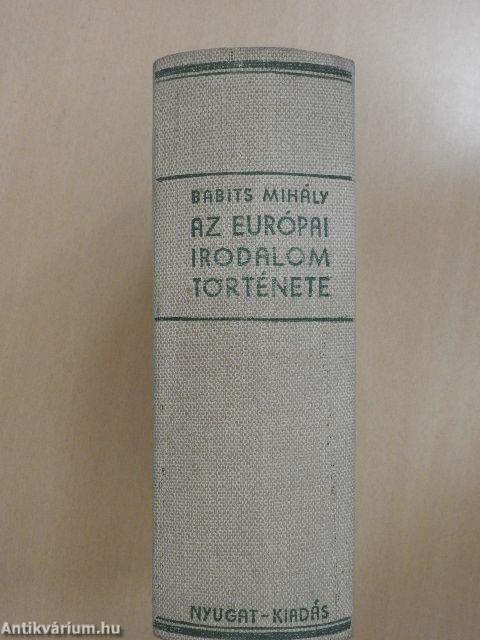 BABITS MIHÁLY
AZ EURÓPAI
IRODALOM
TÖRTÉNETE
NYUGAT-KIADÁS
Antikvárium.hu